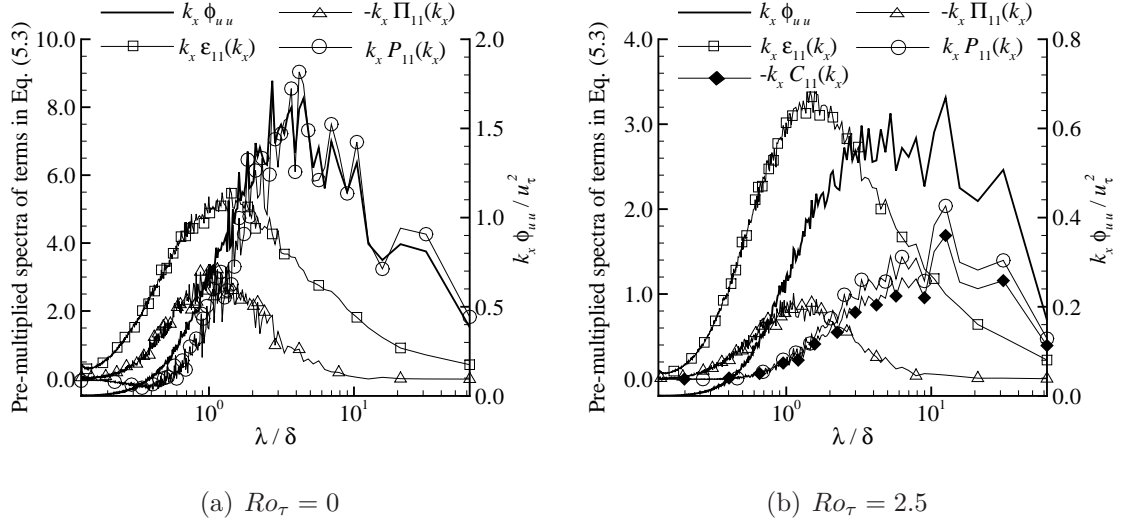 k_x ϕ_uu
-k_x Π_11(k_x)
k_x ε_11(k_x)
k_x P_11(k_x)
10.0
8.0
6.0
4.0
2.0
0.0
Pre-multiplied spectra of terms in Eq. (5.3)
2.0
1.5
1.0
0.5
0.0
k_x ϕ_uu / u_τ^2
10^0
10^1
λ / δ
(a) Ro_τ = 0
k_x ϕ_uu
-k_x Π_11(k_x)
k_x ε_11(k_x)
k_x P_11(k_x)
-k_x C_11(k_x)
4.0
3.0
2.0
1.0
0.0
Pre-multiplied spectra of terms in Eq. (5.3)
0.8
0.6
0.4
0.2
0.0
k_x ϕ_uu / u_τ^2
10^0
10^1
λ / δ
(b) Ro_τ = 2.5